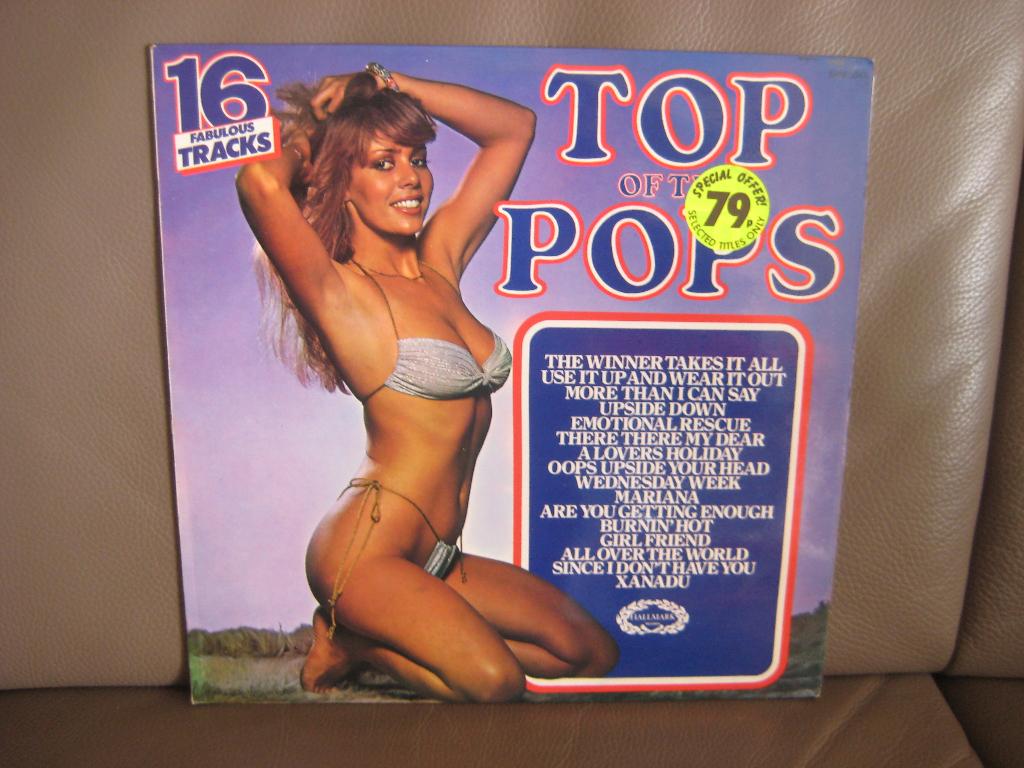 16
FABULOUS
TRACKS
TOP
OF
POPS
SPECIAL OFFER!
79p
SELECTED TITLES ONLY
THE WINNER TAKES IT ALL
USE IT UP AND WEAR IT OUT
MORE THAN I CAN SAY
UPSIDE DOWN
EMOTIONAL RESCUE
THERE THERE MY DEAR
A LOVERS HOLIDAY
OOPS UPSIDE YOUR HEAD
WEDNESDAY WEEK
MARIANA
ARE YOU GETTING ENOUGH
BURNIN' HOT
GIRL FRIEND
ALL OVER THE WORLD
SINCE I DON'T HAVE YOU
XANADU
HALLMARK